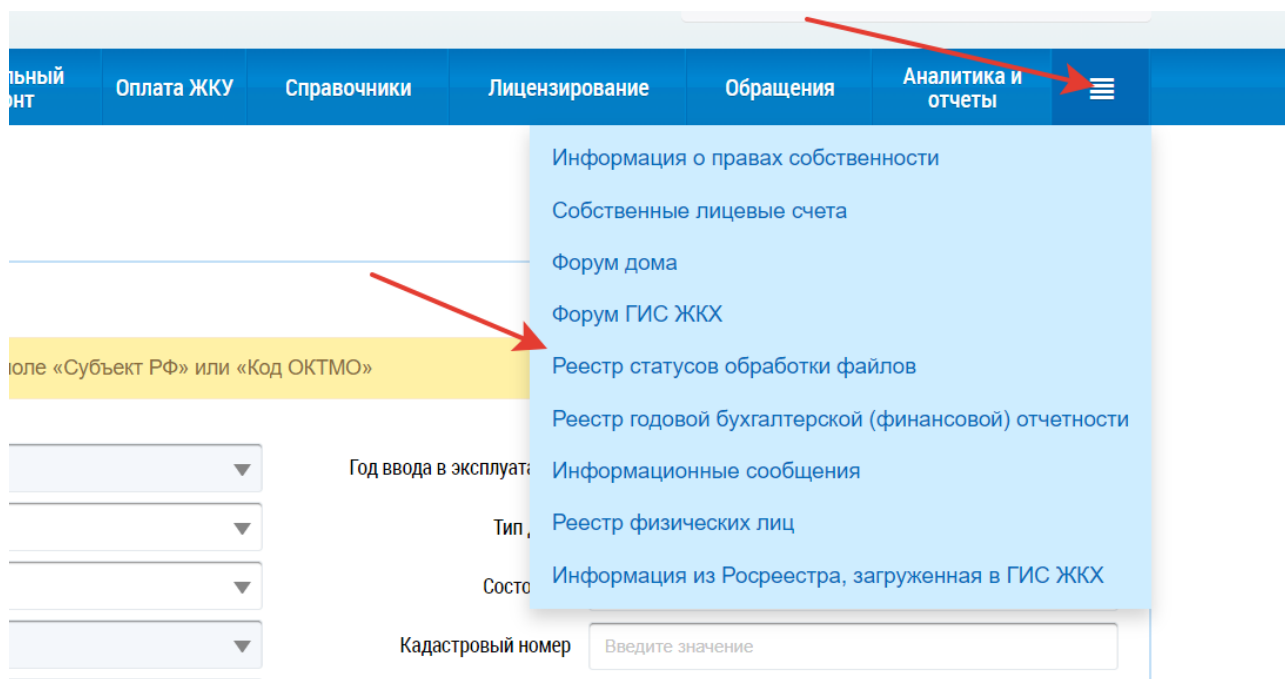 льный
онт
Оплата ЖКУ
Справочники
Лицензирование
Обращения
Аналитика и
отчеты
Информация о правах собственности
Собственные лицевые счета
Форум дома
Форум ГИС ЖКХ
поле «Субъект РФ» или «Код ОКТМО»
Реестр статусов обработки файлов
Реестр годовой бухгалтерской (финансовой) отчетности
Год ввода в эксплуата
Информационные сообщения
Тип
Реестр физических лиц
Состо
Информация из Росреестра, загруженная в ГИС ЖКХ
Кадастровый номер
Введите значение